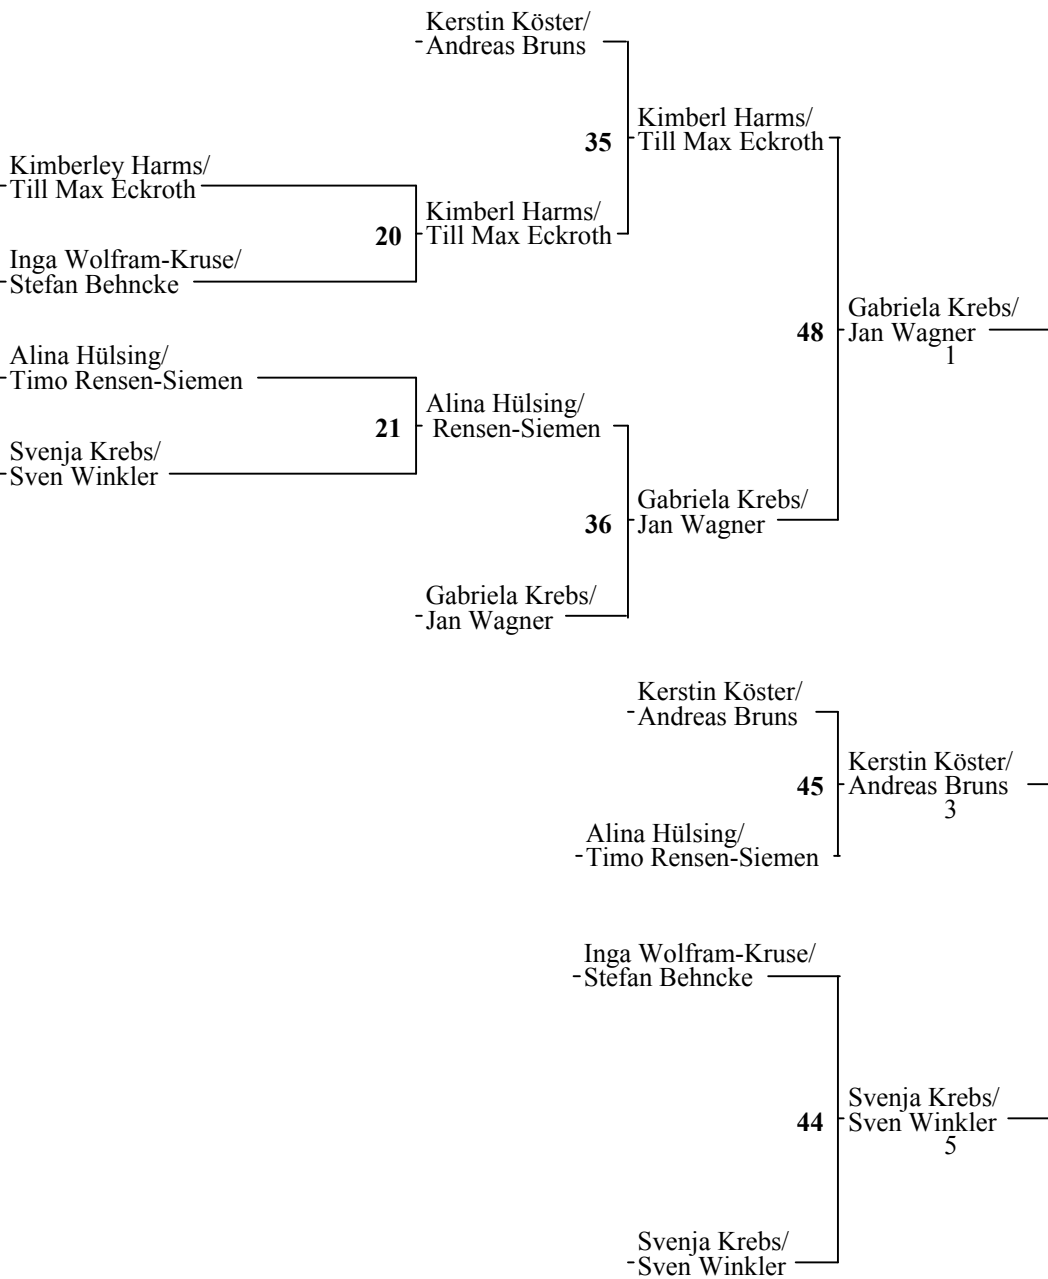 Kerstin Köster/
Andreas Bruns
35
Kimberl Harms/
Till Max Eckroth
Kimberley Harms/
Till Max Eckroth
20
Kimberl Harms/
Till Max Eckroth
Inga Wolfram-Kruse/
Stefan Behncke
48
Gabriela Krebs/
Jan Wagner
1
Alina Hülsing/
Timo Rensen-Siemen
21
Alina Hülsing/
Rensen-Siemen
Svenja Krebs/
Sven Winkler
36
Gabriela Krebs/
Jan Wagner
Gabriela Krebs/
Jan Wagner
Kerstin Köster/
Andreas Bruns
45
Kerstin Köster/
Andreas Bruns
3
Alina Hülsing/
Timo Rensen-Siemen
Inga Wolfram-Kruse/
Stefan Behncke
44
Svenja Krebs/
Sven Winkler
5
Svenja Krebs/
Sven Winkler